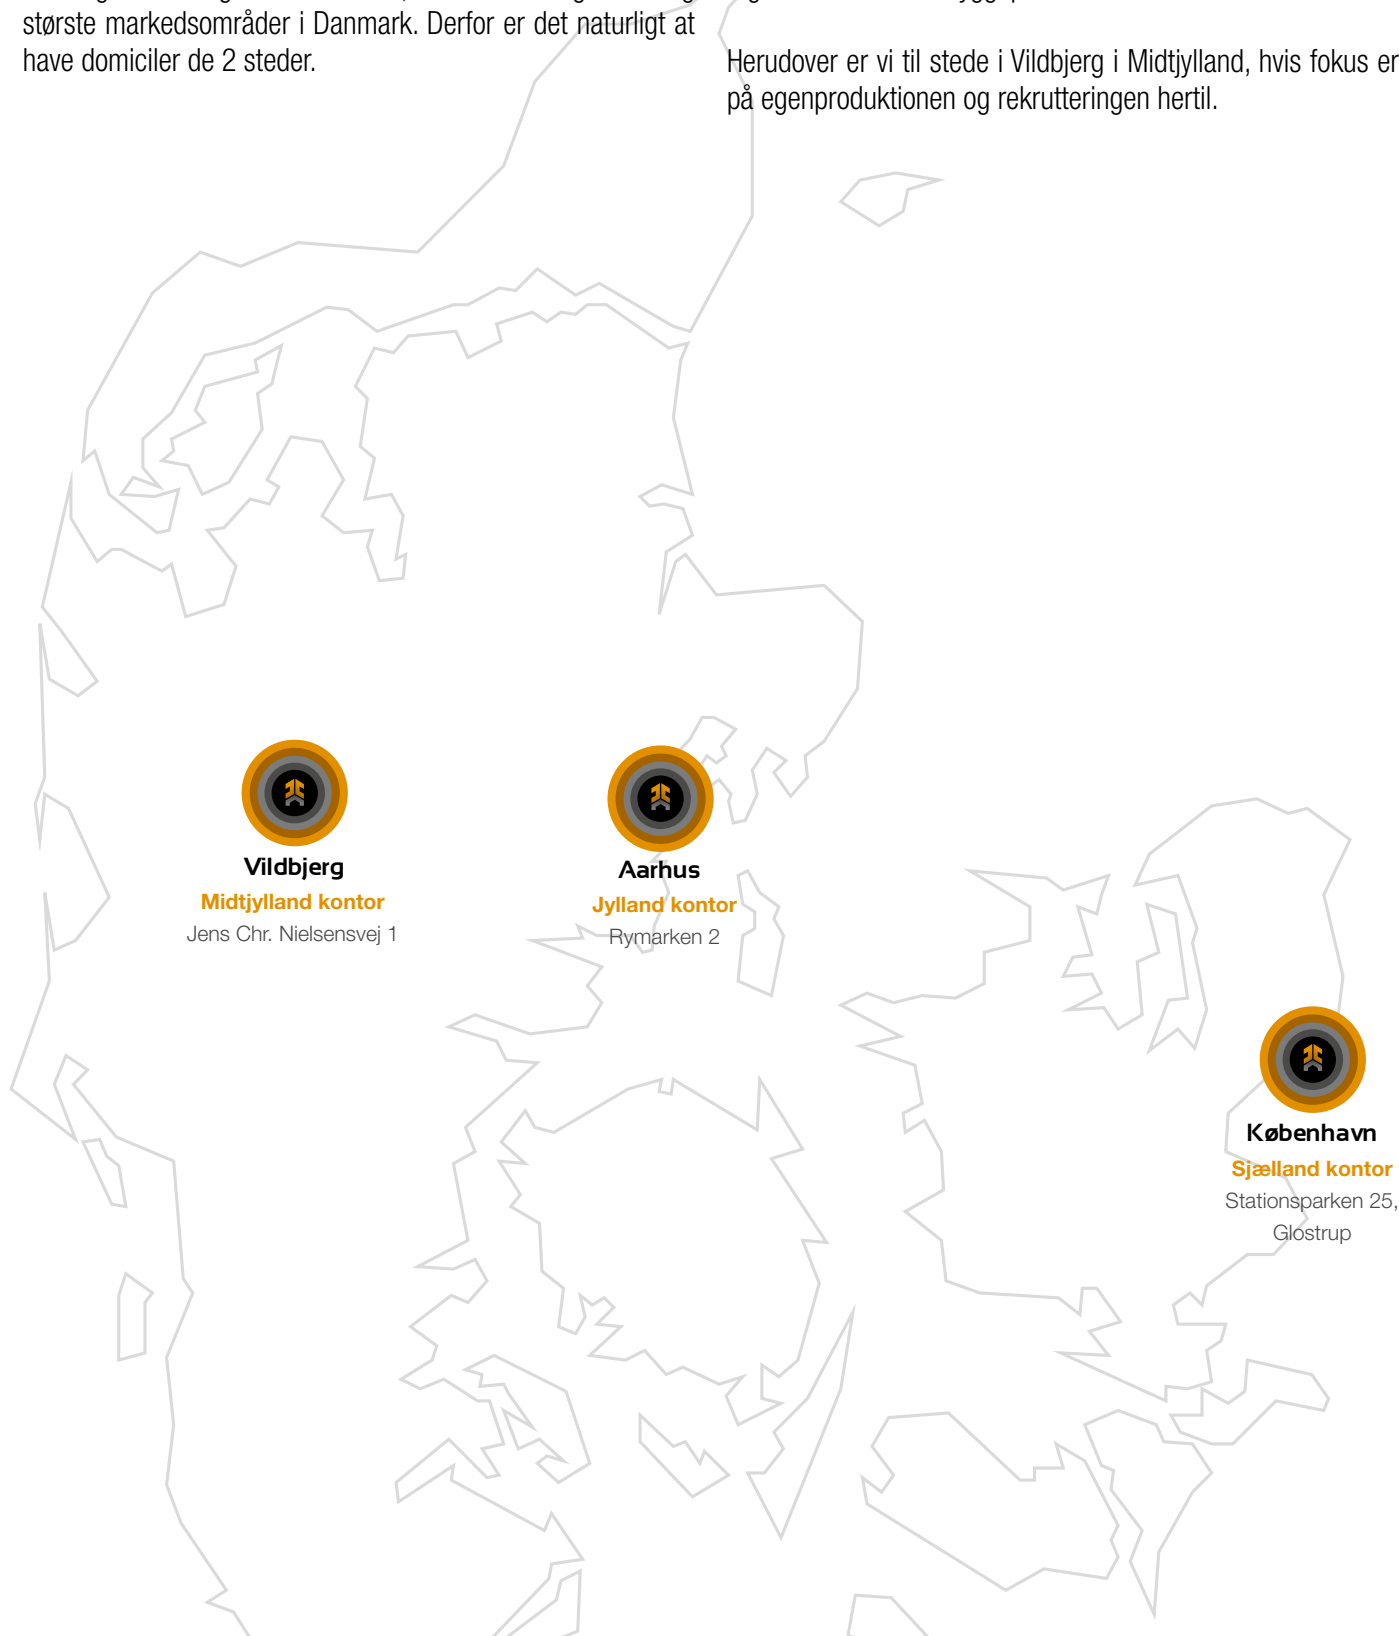 største markedsområder i Danmark. Derfor er det naturligt at
have domiciler de 2 steder.
Herudover er vi til stede i Vildbjerg i Midtjylland, hvis fokus er
på egenproduktionen og rekrutteringen hertil.
Vildbjerg
Midtjylland kontor
Jens Chr. Nielsensvej 1
Aarhus
Jylland kontor
Rymarken 2
København
Sjælland kontor
Stationsparken 25,
Glostrup